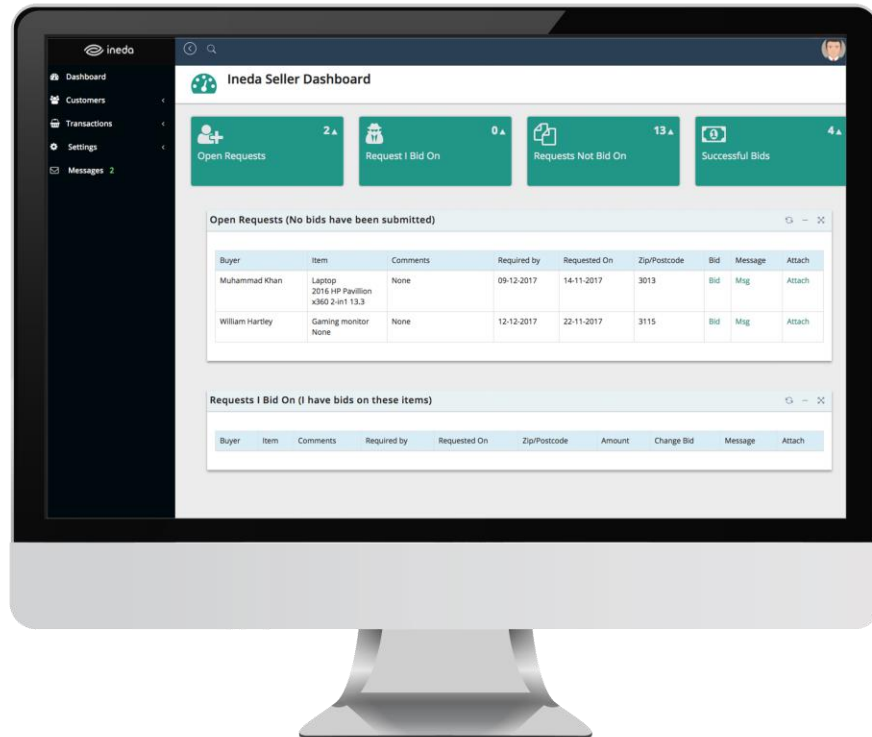 ineda
Dashboard
Customers
Transactions
Settings
Messages 2
Ineda Seller Dashboard
2
Open Requests
0
Request I Bid On
13
Requests Not Bid On
4
Successful Bids
Open Requests (No bids have been submitted)
Buyer Item Comments Required by Requested On Zip/Postcode Bid Message Attach
Muhammad Khan Laptop None 09-12-2017 14-11-2017 3013 Bid Msg Attach
2016 HP Pavillion
x360 2-in1 13.3
William Hartley Gaming monitor None 12-12-2017 22-11-2017 3115 Bid Msg Attach
None
Requests I Bid On (I have bids on these items)
Buyer Item Comments Required by Requested On Zip/Postcode Amount Change Bid Message Attach